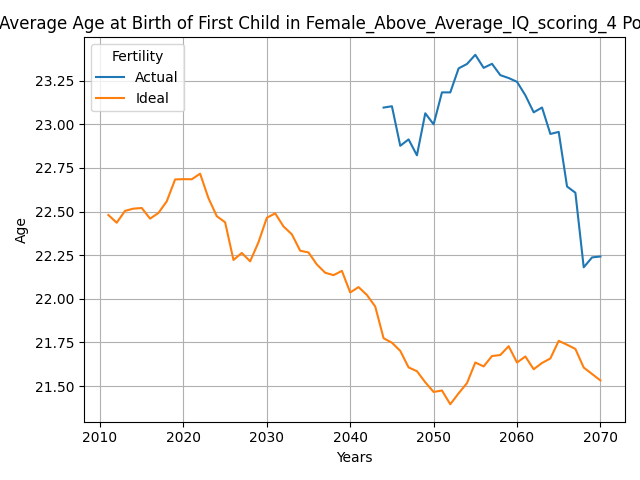 Average Age at Birth of First Child in Female_Above_Average_IQ_scoring_4 Po
Fertility
Actual
Ideal
23.25
23.00
22.75
22.50
22.25
22.00
21.75
21.50
Age
2010 2020 2030 2040 2050 2060 2070
Years